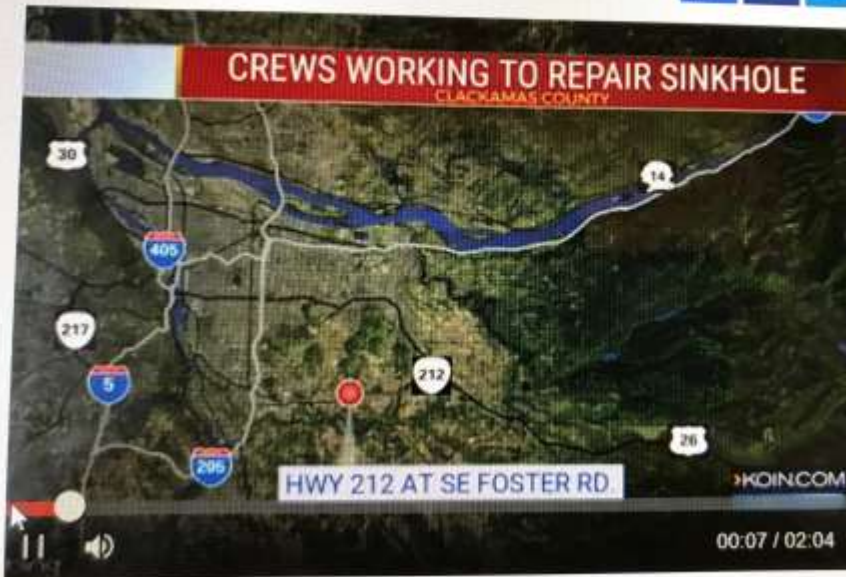 CREWS WORKING TO REPAIR SINKHOLE
CLACKAMAS COUNTY
30
14
405
217
5
212
26
205
HWY 212 AT SE FOSTER RD.
KOIN.COM
00:07 / 02:04